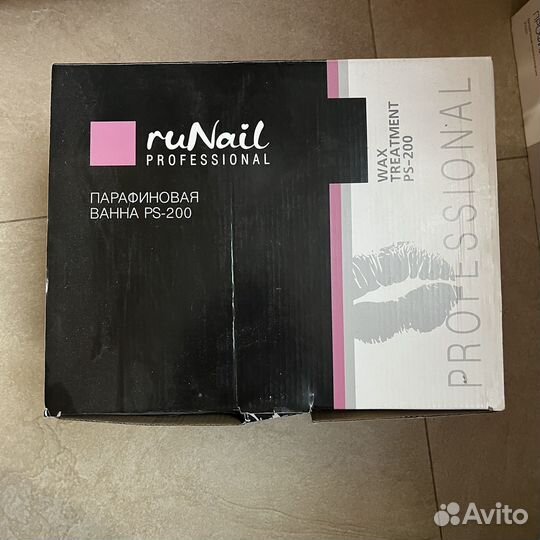 ruNail
PROFESSIONAL
ПАРАФИНОВАЯ
ВАННА PS-200
WAX
TREATMENT
PS-200
PROFESSIONAL
Avito